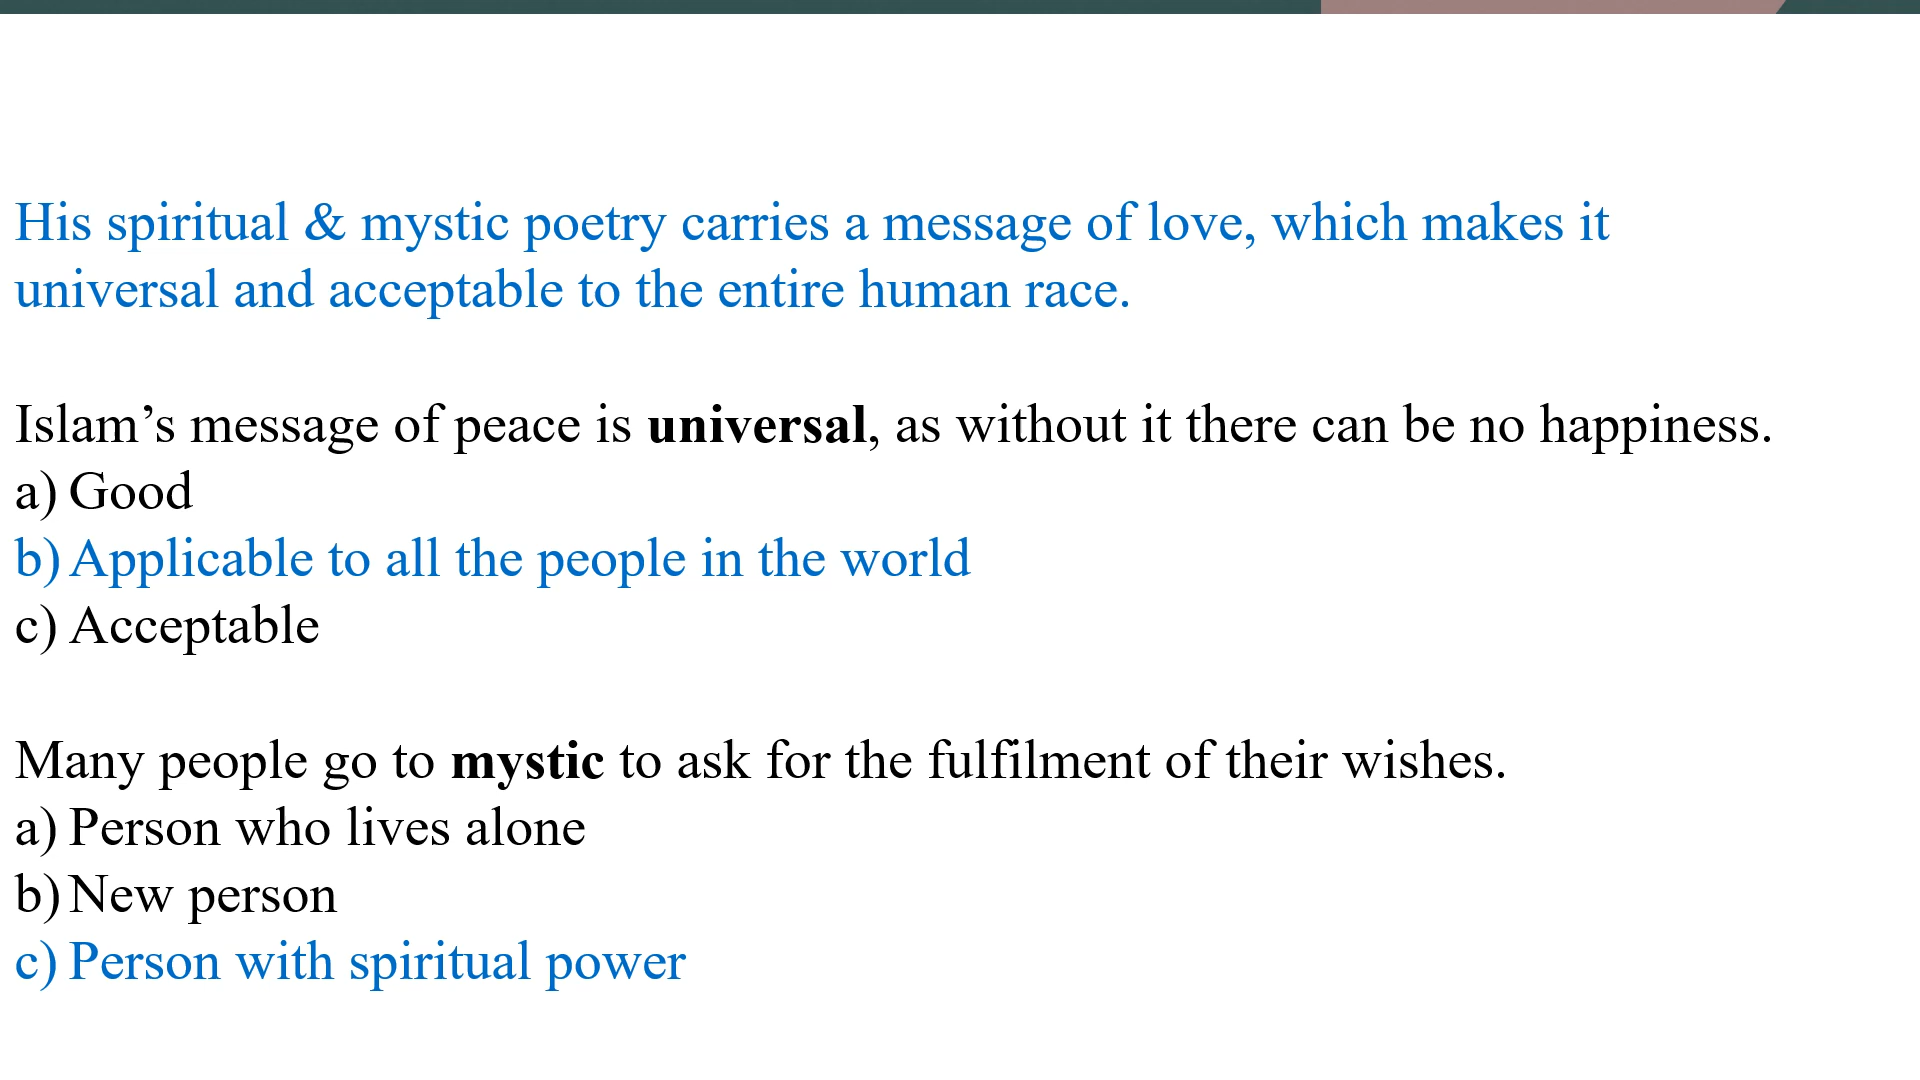 His spiritual & mystic poetry carries a message of love, which makes it
universal and acceptable to the entire human race.
Islam’s message of peace is universal, as without it there can be no happiness.
a) Good
b) Applicable to all the people in the world
c) Acceptable
Many people go to mystic to ask for the fulfilment of their wishes.
a) Person who lives alone
b) New person
c) Person with spiritual power